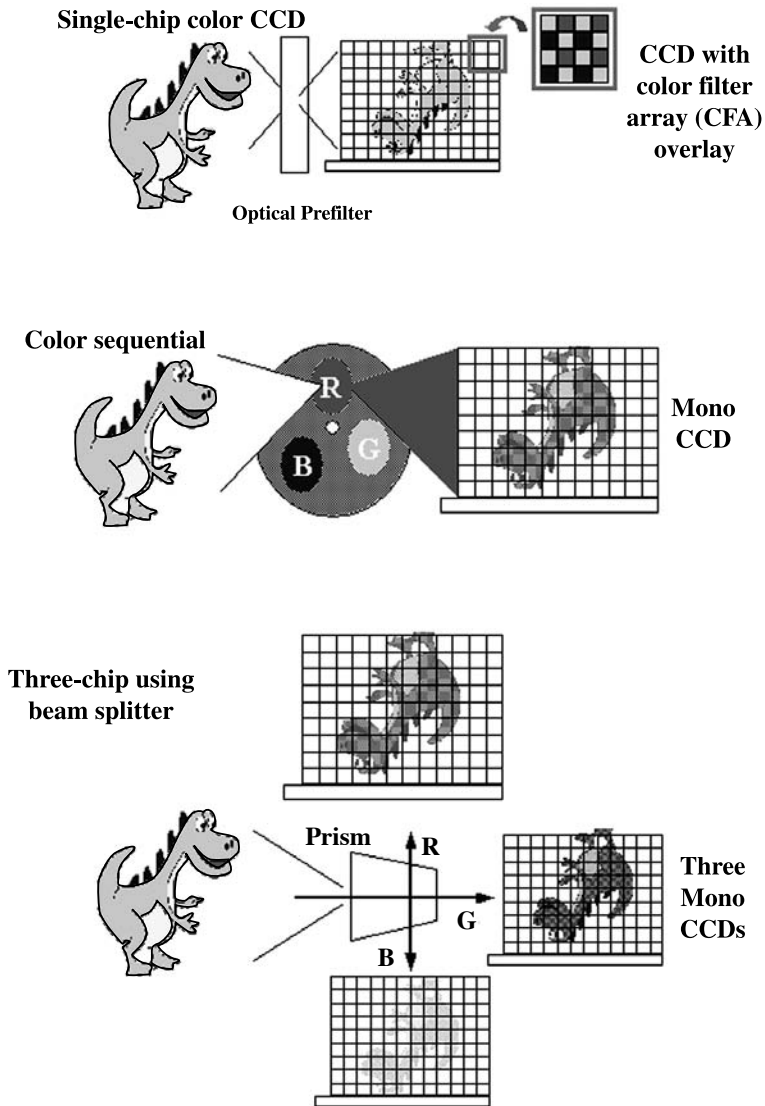 Single-chip color CCD
CCD with
color filter
array (CFA)
overlay
Optical Prefilter
Color sequential
R
B
G
Mono
CCD
Three-chip using
beam splitter
Prism
R
G
B
Three
Mono
CCDs